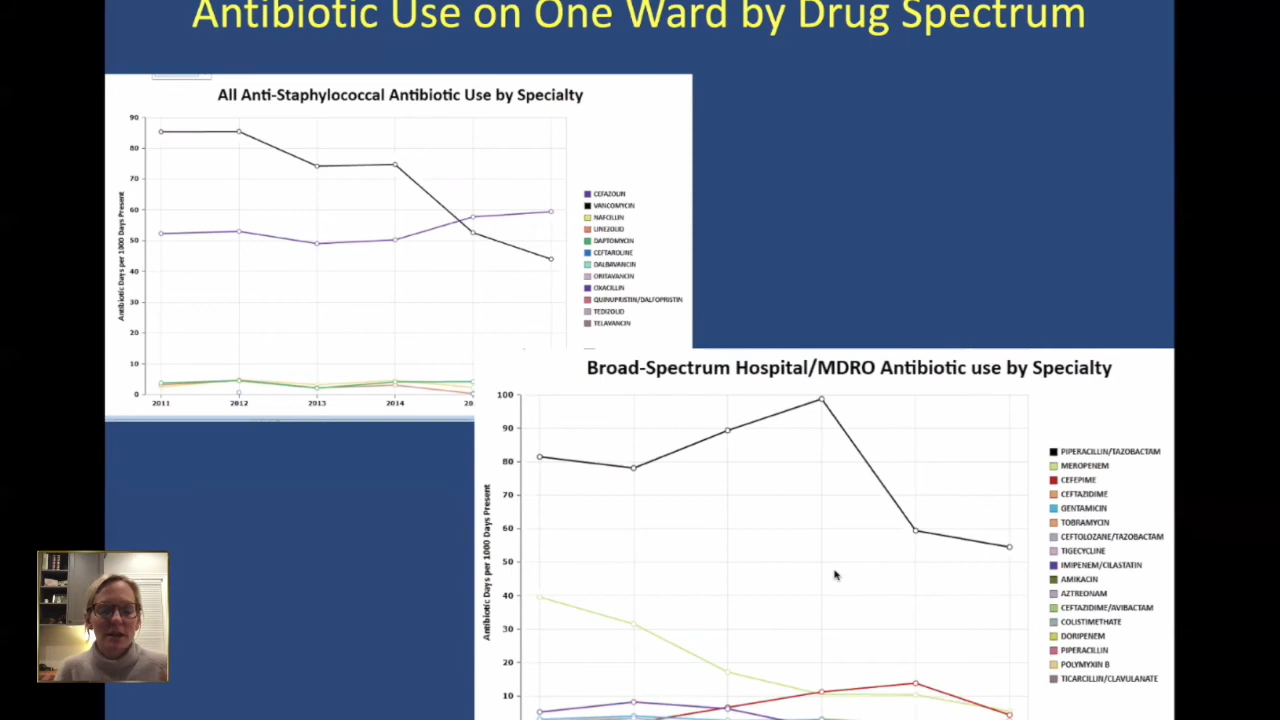 Antibiotic Use on One Ward by Drug Spectrum
All Anti-Staphylococcal Antibiotic Use by Specialty
90
80
70
60
50
40
30
20
10
0
Antibiotic Days per 1000 Days Present
2011
2012
2013
2014
20
CEFAZOLIN
VANCOMYCIN
NAFCILLIN
LINEZOLID
DAPTOMYCIN
CEFTAROLINE
DALBAVANCIN
ORITAVANCIN
OXACILLIN
QUINUPRISTIN/DALFOPRISTIN
TEDIZOLID
TELAVANCIN
Broad-Spectrum Hospital/MDRO Antibiotic use by Specialty
100
90
80
70
60
50
40
30
20
10
Antibiotic Days per 1000 Days Present
PIPERACILLIN/TAZOBACTAM
MEROPENEM
CEFEPIME
CEFTAZIDIME
GENTAMICIN
TOBRAMYCIN
CEFTOLOZANE/TAZOBACTAM
TIGECYCLINE
IMIPENEM/CILASTATIN
AMIKACIN
AZTREONAM
CEFTAZIDIME/AVIBACTAM
COLISTIMETHATE
DORIPENEM
PIPERACILLIN
POLYMYXIN B
TICARCILLIN/CLAVULANATE